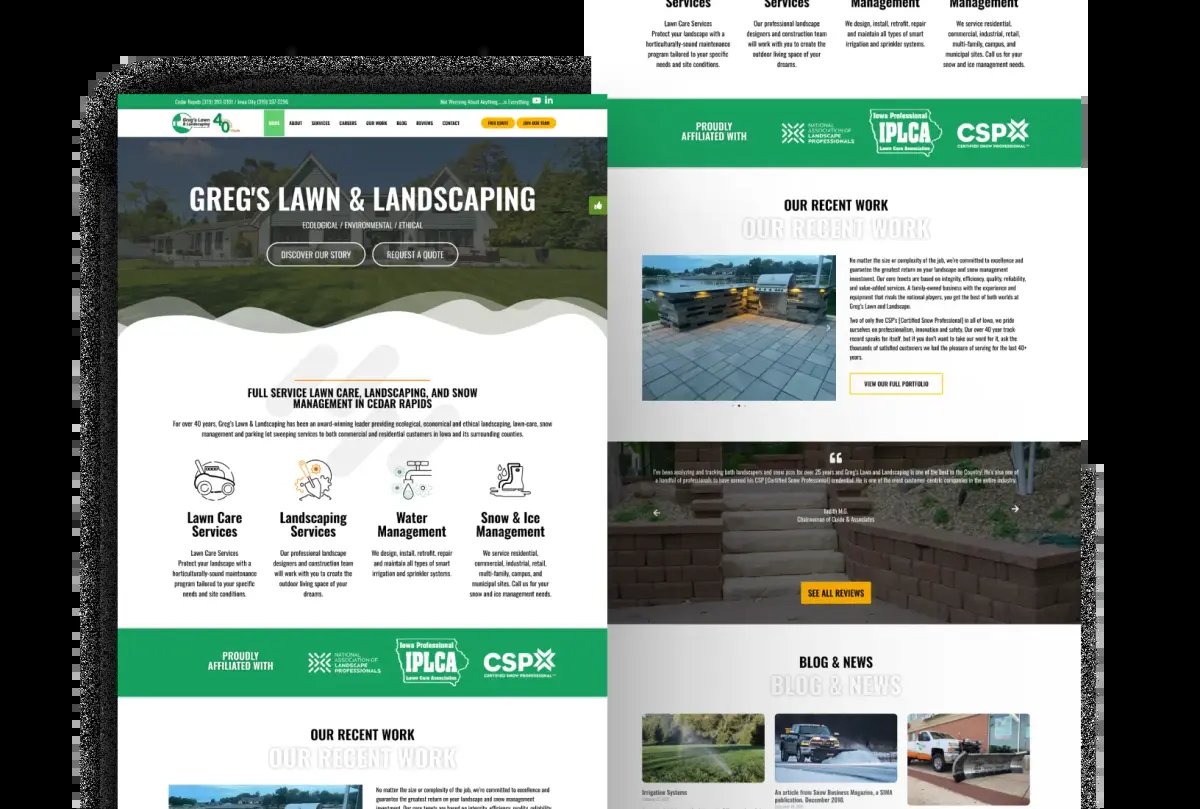 Greg's Lawn
& Landscaping
40
HOME
ABOUT
SERVICES
CAREERS
OUR WORK
BLOG
REVIEWS
CONTACT
FREE QUOTE
JOIN OUR TEAM
GREG'S LAWN & LANDSCAPING
ECOLOGICAL / ENVIRONMENTAL / ETHICAL
DISCOVER OUR STORY
REQUEST A QUOTE
FULL SERVICE LAWN CARE, LANDSCAPING, AND SNOW
MANAGEMENT IN CEDAR RAPIDS
For over 40 years, Greg's Lawn & Landscaping has been an award-winning leader providing ecological, economical and ethical landscaping, lawn-care, snow
management and parking lot sweeping services to both commercial and residential customers in Iowa and its surrounding counties.
Lawn Care
Services
Lawn Care Services
Protect your landscape with a
horticulturally-sound maintenance
program tailored to your specific
needs and site conditions.
Landscaping
Services
Our professional landscape
designers and construction team
will work with you to create the
outdoor living space of your
dreams.
Water
Management
We design, install, retrofit, repair
and maintain all types of smart
irrigation and sprinkler systems.
Snow & Ice
Management
We service residential,
commercial, industrial, retail,
multi-family, campus, and
municipal sites. Call us for your
snow and ice management needs.
PROUDLY
AFFILIATED WITH
NATIONAL
ASSOCIATION OF
LANDSCAPE
PROFESSIONALS
Iowa Professional
IPLCA
Lawn Care Association
CSP
CERTIFIED SNOW PROFESSIONAL™
OUR RECENT WORK
OUR RECENT WORK
No matter the size or complexity of the job, we're committed to excellence and
guarantee the greatest return on your landscape and snow management
investment. Our core tenets are based on integrity, efficiency, quality, reliability,
Services
Lawn Care Services
Protect your landscape with a
horticulturally-sound maintenance
program tailored to your specific
needs and site conditions.
Services
Our professional landscape
designers and construction team
will work with you to create the
outdoor living space of your
dreams.
Management
We design, install, retrofit, repair
and maintain all types of smart
irrigation and sprinkler systems.
Management
We service residential,
commercial, industrial, retail,
multi-family, campus, and
municipal sites. Call us for your
snow and ice management needs.
PROUDLY
AFFILIATED WITH
NATIONAL
ASSOCIATION OF
LANDSCAPE
PROFESSIONALS
Iowa Professional
IPLCA
Lawn Care Association
CSP
CERTIFIED SNOW PROFESSIONAL™
OUR RECENT WORK
OUR RECENT WORK
No matter the size or complexity of the job, we're committed to excellence and
guarantee the greatest return on your landscape and snow management
investment. Our core tenets are based on integrity, efficiency, quality, reliability,
and value-added services. A family-owned business with the experience and
equipment that rivals the national players, you get the best of both worlds at
Greg's Lawn and Landscape.
Two of only five CSP's (Certified Snow Professional) in all of Iowa, we pride
ourselves on professionalism, innovation and safety. Our over 40 year track-
record speaks for itself, but if you don't want to take our word for it, ask the
thousands of satisfied customers we had the pleasure of serving for the last 40+
years.
VIEW OUR FULL PORTFOLIO
I've been analyzing and tracking both landscapers and snow pros for over 25 years and Greg's Lawn and Landscaping is one of the best in the Country. He's also one of
a handful of professionals to have earned his CSP (Certified Snow Professional) credential. He is one of the most customer-centric companies in the entire industry.
Chairwoman of Guide & Associates
SEE ALL REVIEWS
BLOG & NEWS
BLOG & NEWS
Irrigation Systems
An article from Snow Business Magazine, a SIMA
publication. December 2018.